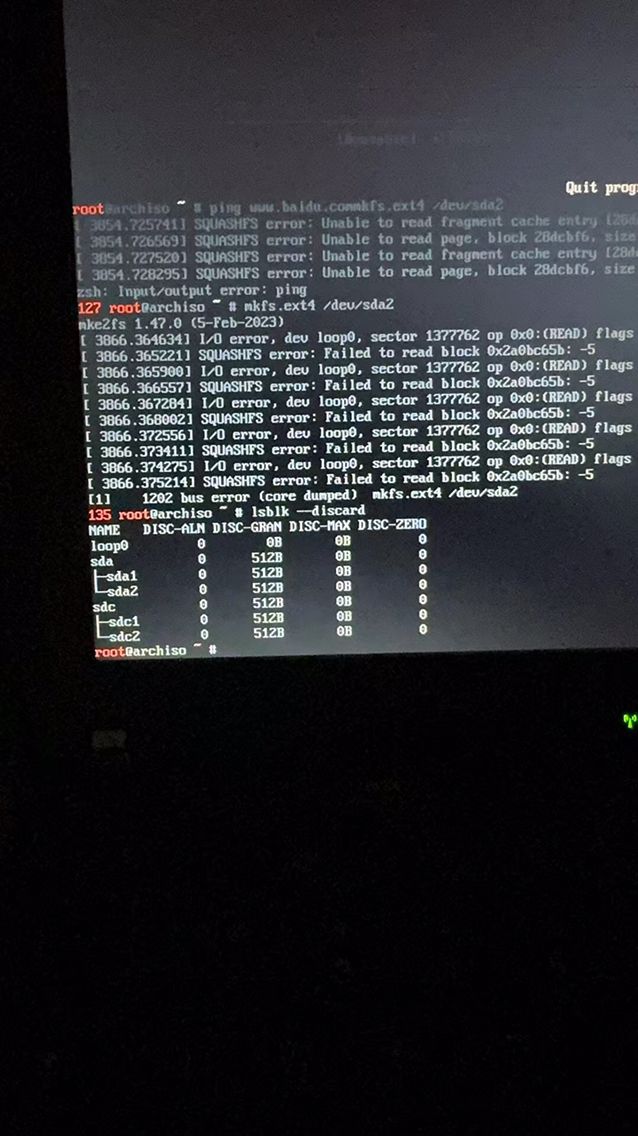 Quit prog
root@archiso ~ # ping www.baidu.commkfs.ext4 /dev/sda2
[ 3854.725741] SQUASHFS error: Unable to read fragment cache entry [28d
[ 3854.726569] SQUASHFS error: Unable to read page, block 28dcbf6, size
[ 3854.727520] SQUASHFS error: Unable to read fragment cache entry [28d
[ 3854.728295] SQUASHFS error: Unable to read page, block 28dcbf6, size
zsh: Input/output error: ping
127 root@archiso ~ # mkfs.ext4 /dev/sda2
mke2fs 1.47.0 (5-Feb-2023)
[ 3866.364634] I/O error, dev loop0, sector 1377762 op 0x0:(READ) flags
[ 3866.365221] SQUASHFS error: Failed to read block 0x2a0bc65b: -5
[ 3866.365900] I/O error, dev loop0, sector 1377762 op 0x0:(READ) flags
[ 3866.366557] SQUASHFS error: Failed to read block 0x2a0bc65b: -5
[ 3866.367284] I/O error, dev loop0, sector 1377762 op 0x0:(READ) flags
[ 3866.368002] SQUASHFS error: Failed to read block 0x2a0bc65b: -5
[ 3866.372556] I/O error, dev loop0, sector 1377762 op 0x0:(READ) flags
[ 3866.373411] SQUASHFS error: Failed to read block 0x2a0bc65b: -5
[ 3866.374275] I/O error, dev loop0, sector 1377762 op 0x0:(READ) flags
[ 3866.375214] SQUASHFS error: Failed to read block 0x2a0bc65b: -5
[1]    1202 bus error (core dumped)  mkfs.ext4 /dev/sda2
135 root@archiso ~ # lsblk --discard
NAME   DISC-ALN DISC-GRAN DISC-MAX DISC-ZERO
loop0         0        0B       0B         0
sda           0      512B       0B         0
├─sda1        0      512B       0B         0
└─sda2        0      512B       0B         0
sdc           0      512B       0B         0
├─sdc1        0      512B       0B         0
└─sdc2        0      512B       0B         0
root@archiso ~ #